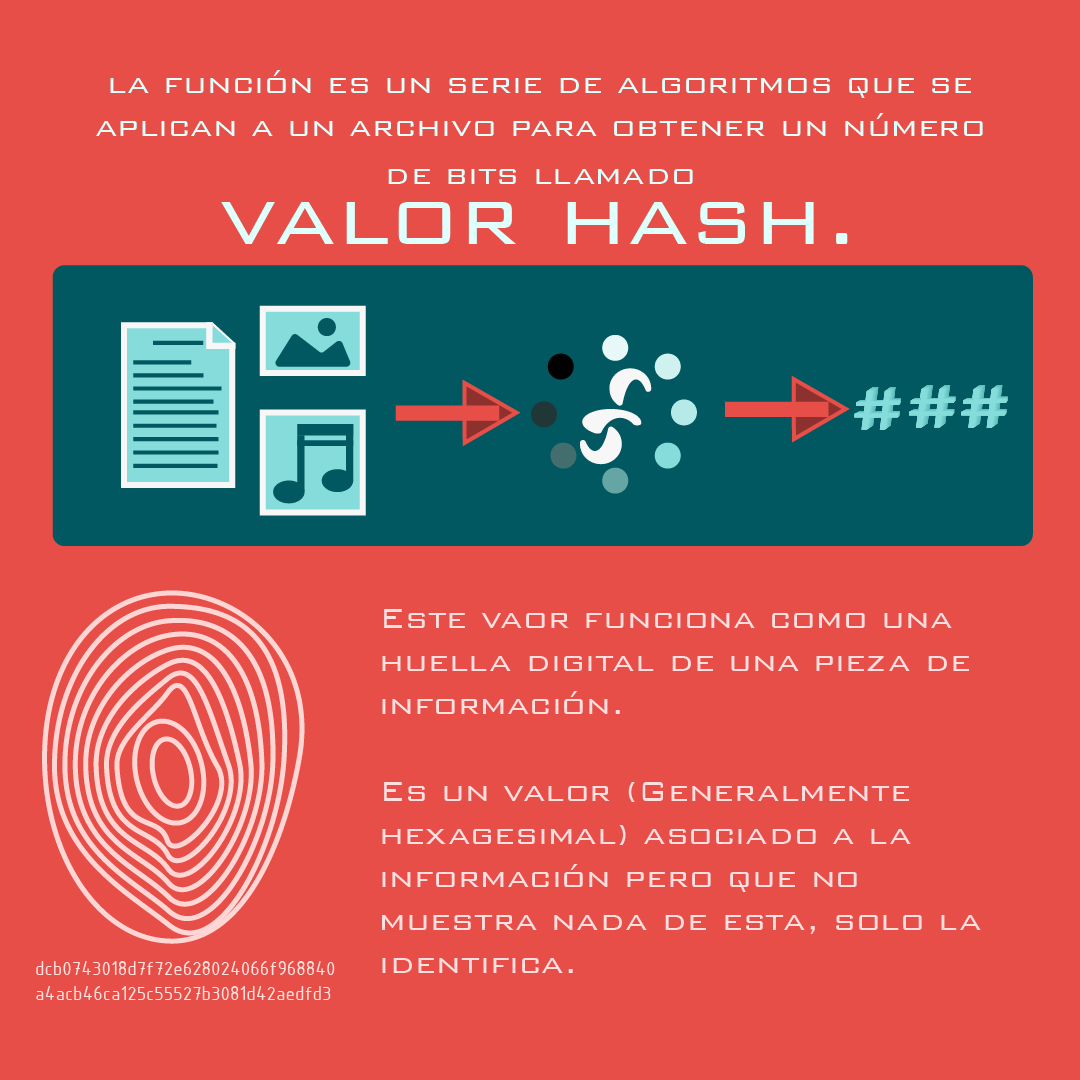 LA FUNCIÓN ES UN SERIE DE ALGORITMOS QUE SE
APLICAN A UN ARCHIVO PARA OBTENER UN NÚMERO
DE BITS LLAMADO
VALOR HASH.
###
ESTE VAOR FUNCIONA COMO UNA
HUELLA DIGITAL DE UNA PIEZA DE
INFORMACIÓN.
ES UN VALOR (GENERALMENTE
HEXAGESIMAL) ASOCIADO A LA
INFORMACIÓN PERO QUE NO
MUESTRA NADA DE ESTA, SOLO LA
IDENTIFICA.
dcb0743018d7f72e628024066f968840
a4acb46ca125c55527b3081d42aedfd3